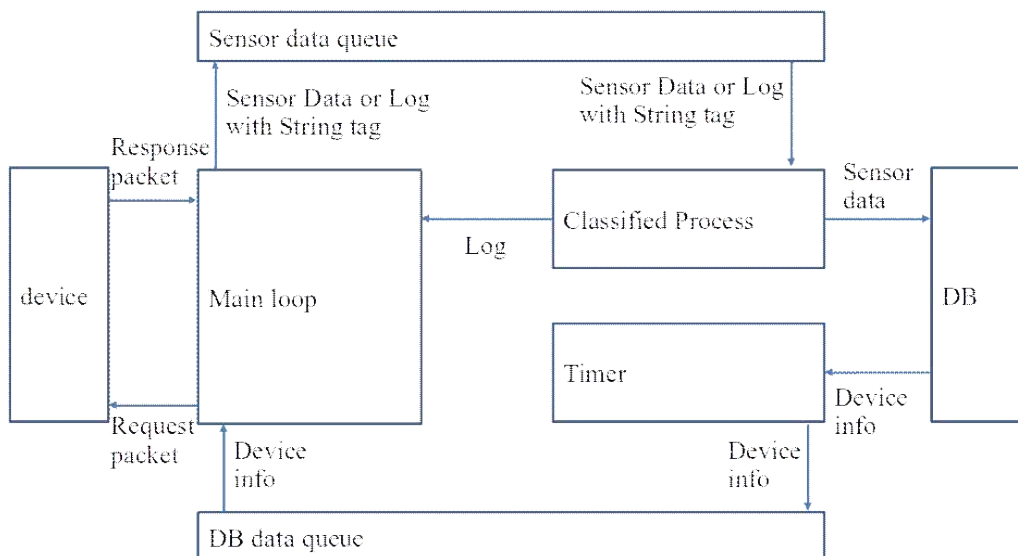 Sensor data queue
Sensor Data or Log
with String tag
Sensor Data or Log
with String tag
Response
packet
Sensor
data
Classified Process
Log
device
Main loop
DB
Timer
Device
info
Request
packet
Device
info
Device
info
DB data queue